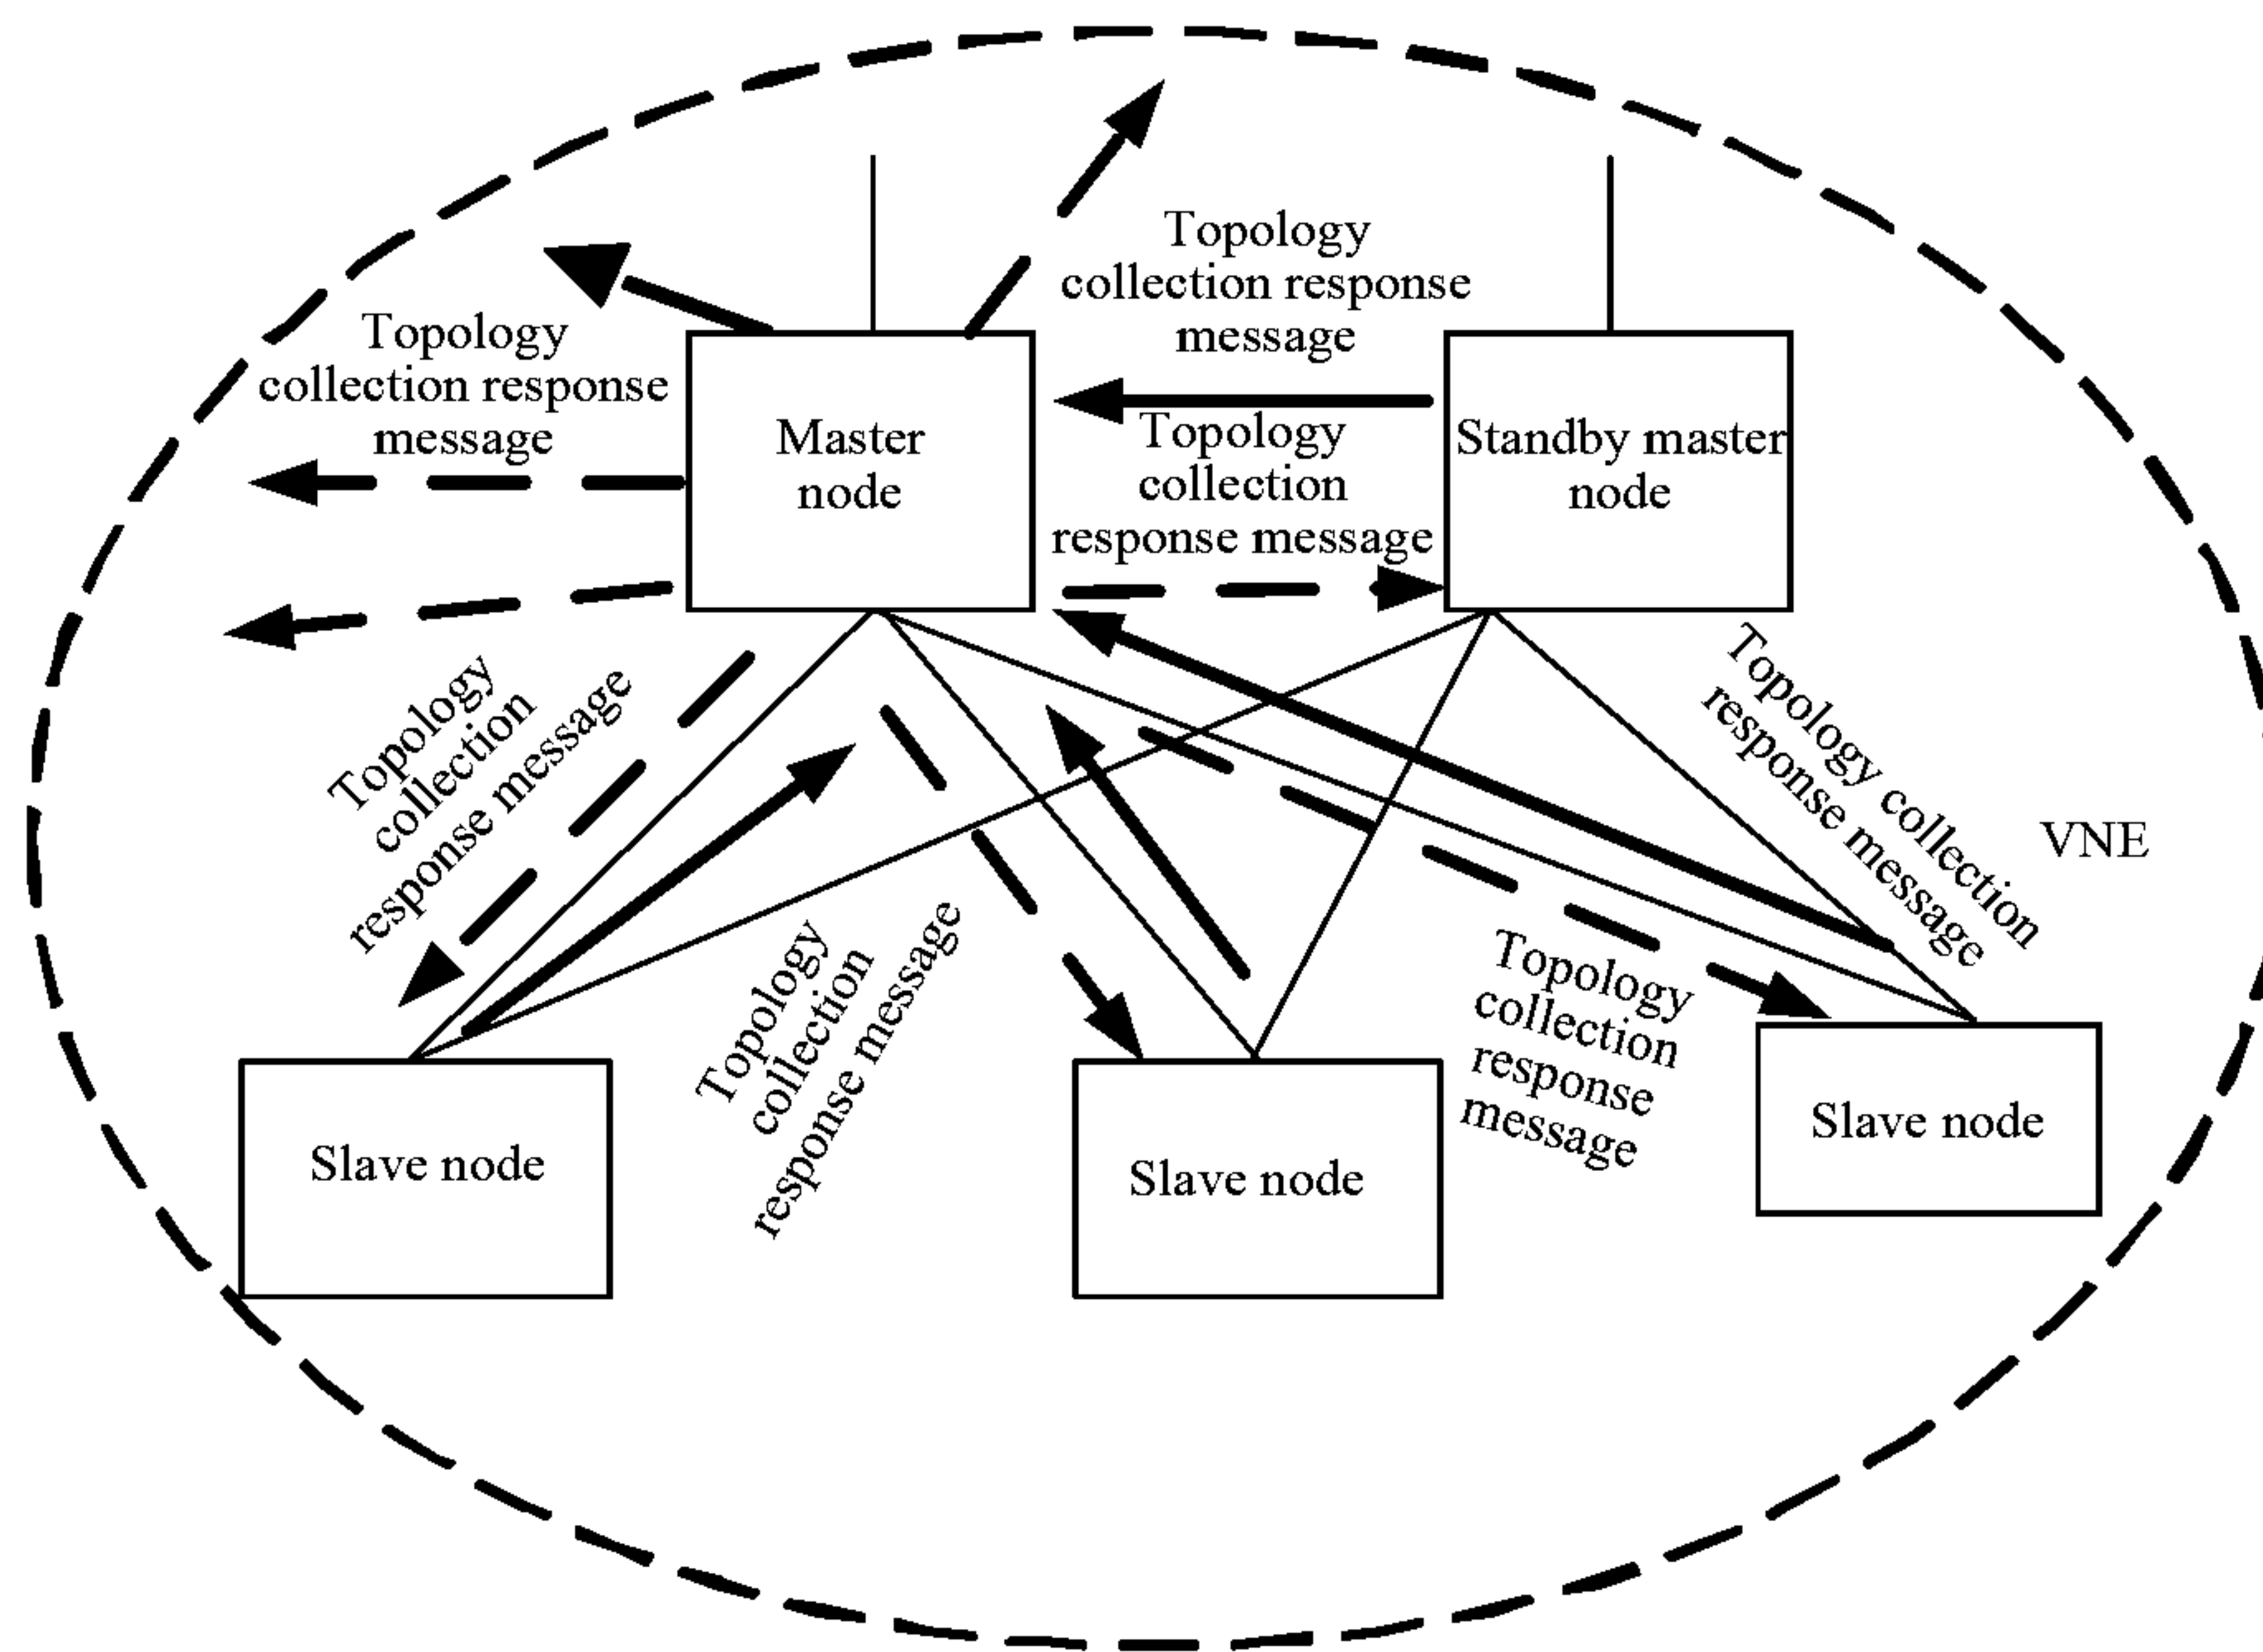 Topology
collection response
message
Topology
collection response
message
Master
node
Topology
collection
response message
Standby master
node
Topology
collection
response message
Topology collection
response message
VNE
Topology
collection
response message
Topology
collection
response
message
Slave node
Slave node
Slave node